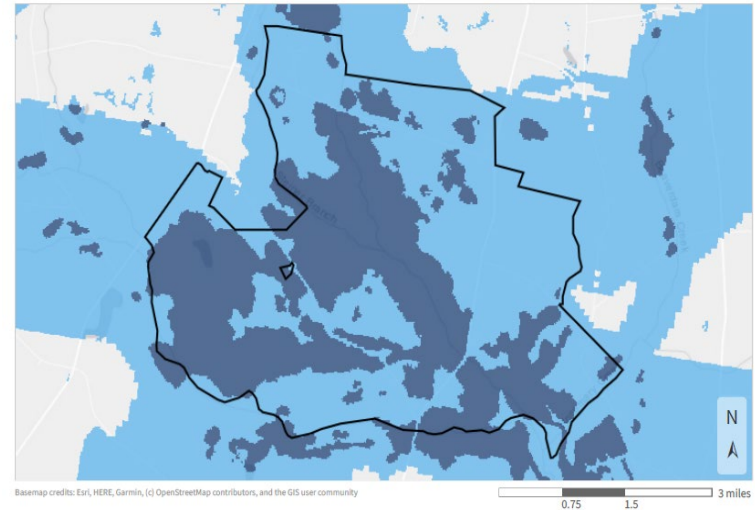 N
Basemap credits: Esri, HERE, Garmin, (c) OpenStreetMap contributors, and the GIS user community
3 miles
0.75 1.5